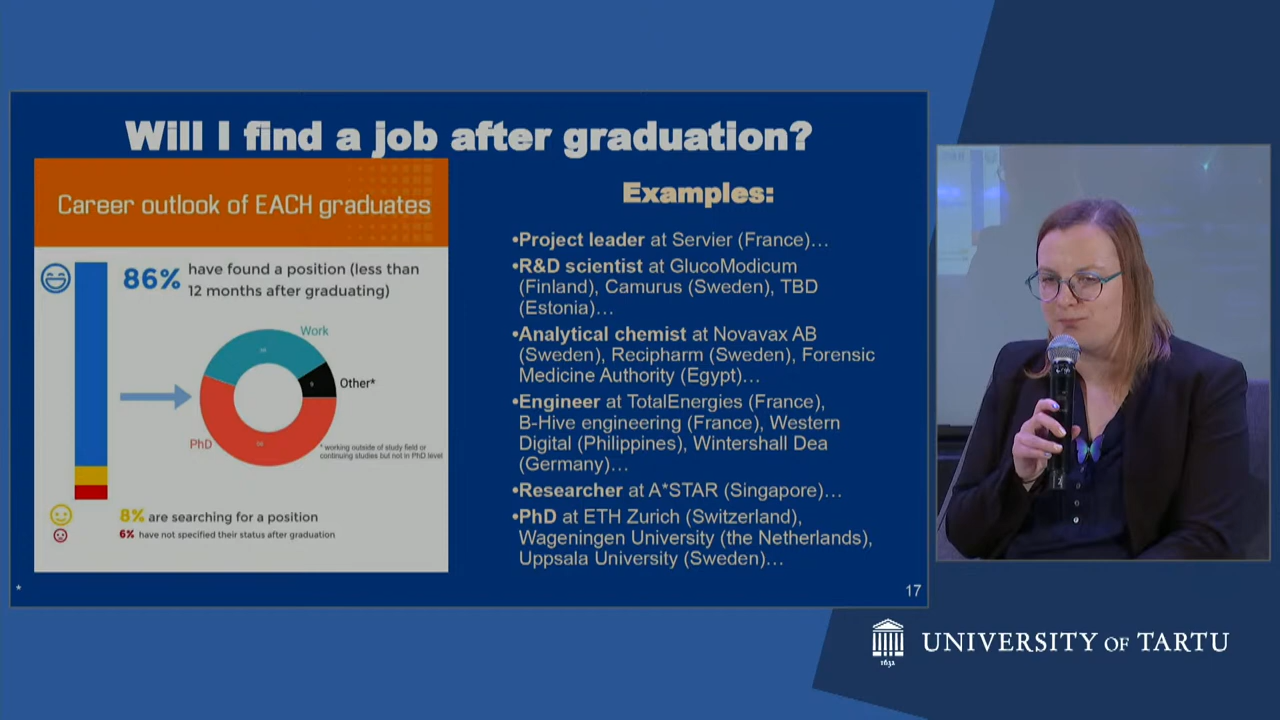 Will I find a job after graduation?
Career outlook of EACH graduates
86% have found a position (less than
12 months after graduating)
Work
Other*
PhD
* working outside of study field or
continuing studies but not in PhD level
8% are searching for a position
6% have not specified their status after graduation
Examples:
•Project leader at Servier (France)…
•R&D scientist at GlucoModicum
(Finland), Camurus (Sweden), TBD
(Estonia)…
•Analytical chemist at Novavax AB
(Sweden), Recipharm (Sweden), Forensic
Medicine Authority (Egypt)…
•Engineer at TotalEnergies (France),
B-Hive engineering (France), Western
Digital (Philippines), Wintershall Dea
(Germany)…
•Researcher at A*STAR (Singapore)…
•PhD at ETH Zurich (Switzerland),
Wageningen University (the Netherlands),
Uppsala University (Sweden)…
*
17
1632
UNIVERSITY OF TARTU